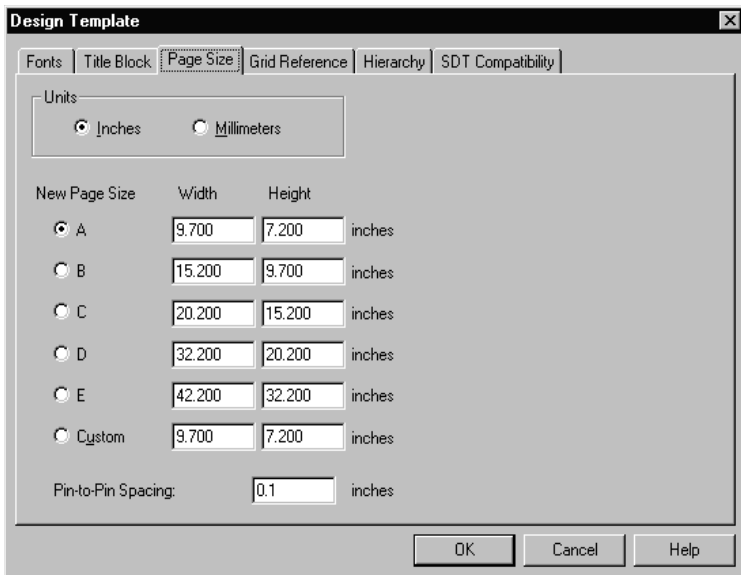 Design Template
Fonts Title Block Page Size Grid Reference Hierarchy SDT Compatibility
Units
Inches Millimeters
New Page Size Width Height
A 9.700 7.200 inches
B 15.200 9.700 inches
C 20.200 15.200 inches
D 32.200 20.200 inches
E 42.200 32.200 inches
Custom 9.700 7.200 inches
Pin-to-Pin Spacing: 0.1 inches
OK Cancel Help